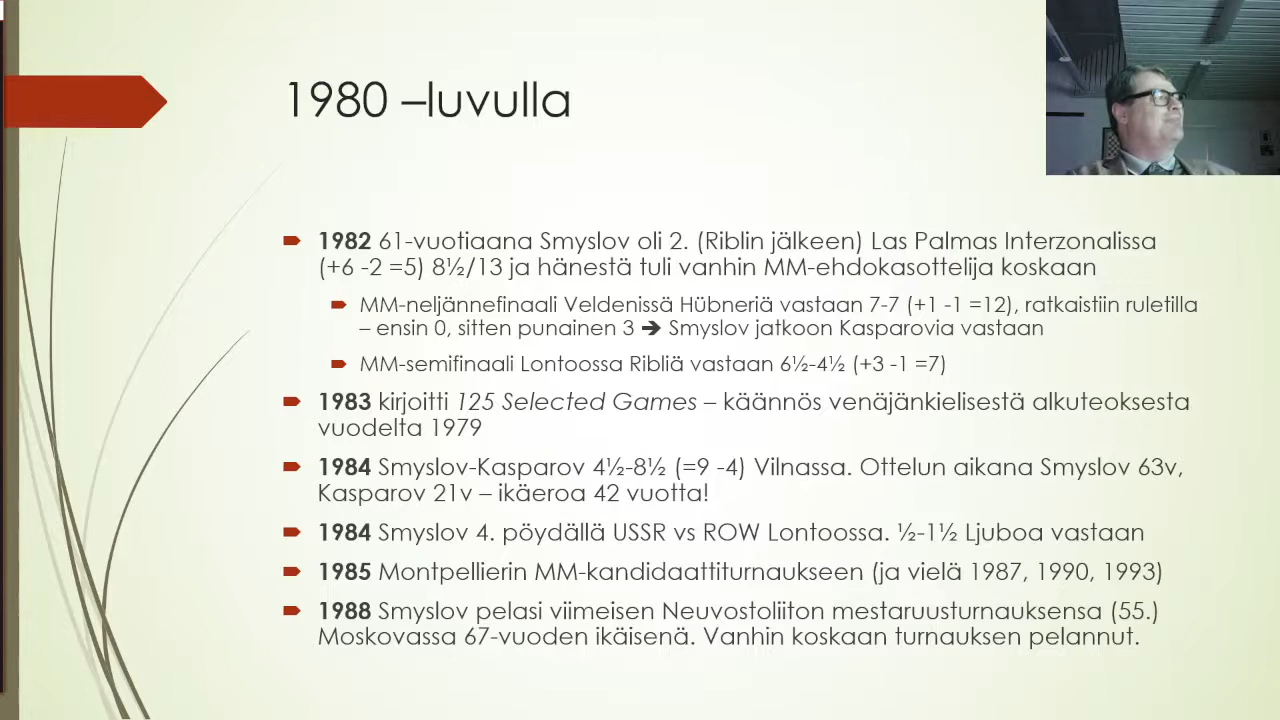 1980 –luvulla
1982 61-vuotiaana Smyslov oli 2. (Riblin jälkeen) Las Palmas Interzonalissa
(+6 -2 =5) 8½/13 ja hänestä tuli vanhin MM-ehdokasottelija koskaan
MM-neljännefinaali Veldenissä Hübneriä vastaan 7-7 (+1 -1 =12), ratkaistiin ruletilla
– ensin 0, sitten punainen 3 ➔ Smyslov jatkoon Kasparovia vastaan
MM-semifinaali Lontoossa Ribliä vastaan 6½-4½ (+3 -1 =7)
1983 kirjoitti 125 Selected Games – käännös venäjänkielisestä alkuteoksesta
vuodelta 1979
1984 Smyslov-Kasparov 4½-8½ (=9 -4) Vilnassa. Ottelun aikana Smyslov 63v,
Kasparov 21v – ikäeroa 42 vuotta!
1984 Smyslov 4. pöydällä USSR vs ROW Lontoossa. ½-1½ Ljuboa vastaan
1985 Montpellierin MM-kandidaattiturnaukseen (ja vielä 1987, 1990, 1993)
1988 Smyslov pelasi viimeisen Neuvostoliiton mestaruusturnauksensa (55.)
Moskovassa 67-vuoden ikäisenä. Vanhin koskaan turnauksen pelannut.